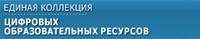 ЕДИНАЯ КОЛЛЕКЦИЯ
ЦИФРОВЫХ
ОБРАЗОВАТЕЛЬНЫХ РЕСУРСОВ